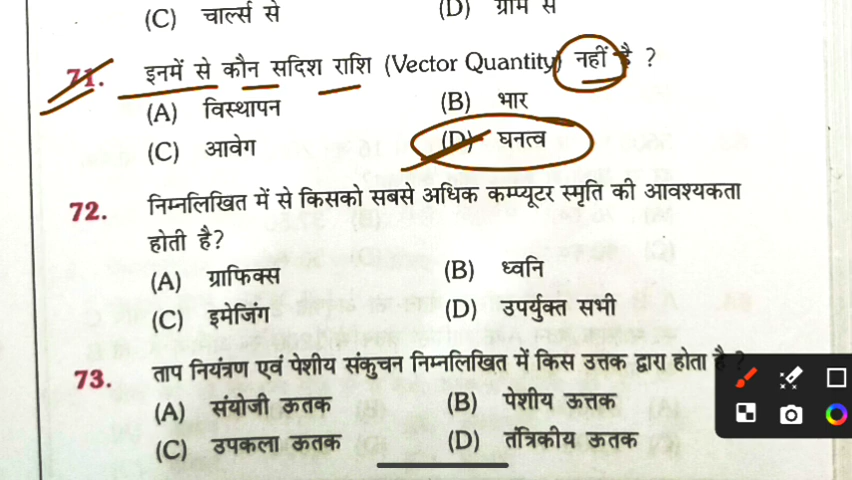 (C) चार्ल्स से (D) ग्राम से
71. इनमें से कौन सदिश राशि (Vector Quantity) नहीं है ?
(A) विस्थापन (B) भार
(C) आवेग (D) घनत्व
72. निम्नलिखित में से किसको सबसे अधिक कम्प्यूटर स्मृति की आवश्यकता
होती है?
(A) ग्राफिक्स (B) ध्वनि
(C) इमेजिंग (D) उपर्युक्त सभी
73. ताप नियंत्रण एवं पेशीय संकुचन निम्नलिखित में किस उत्तक द्वारा होता है ?
(A) संयोजी ऊतक (B) पेशीय ऊत्तक
(C) उपकला ऊतक (D) तंत्रिकीय ऊतक